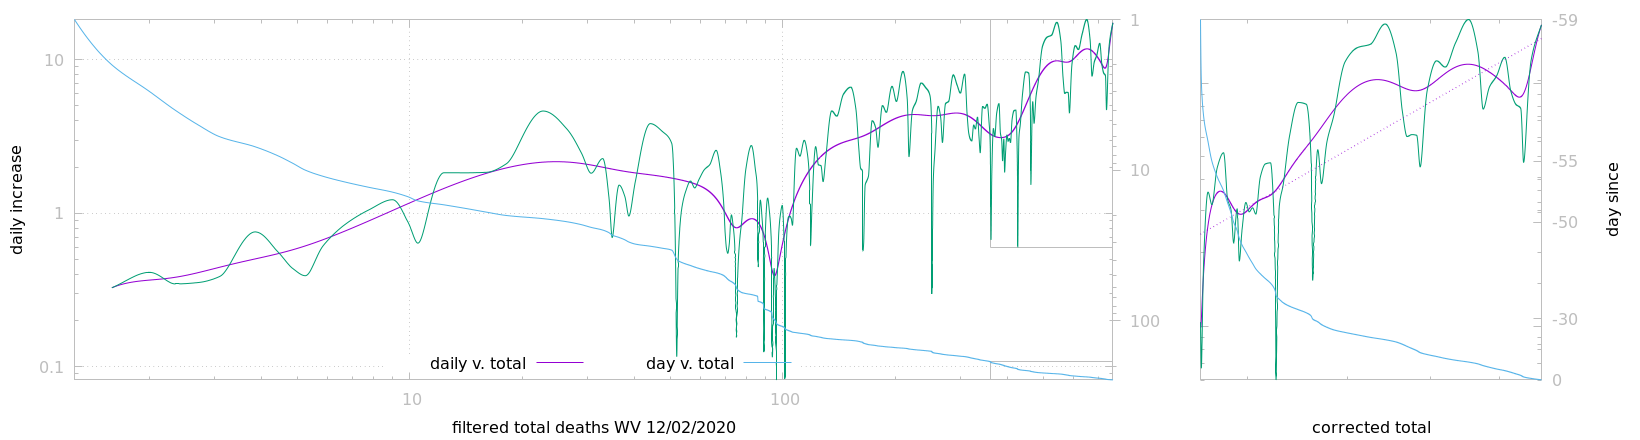 10
1
0.1
daily increase
10
100
1
10
100
daily v. total
day v. total
filtered total deaths WV 12/02/2020
-59
-55
-50
-30
0
day since
corrected total